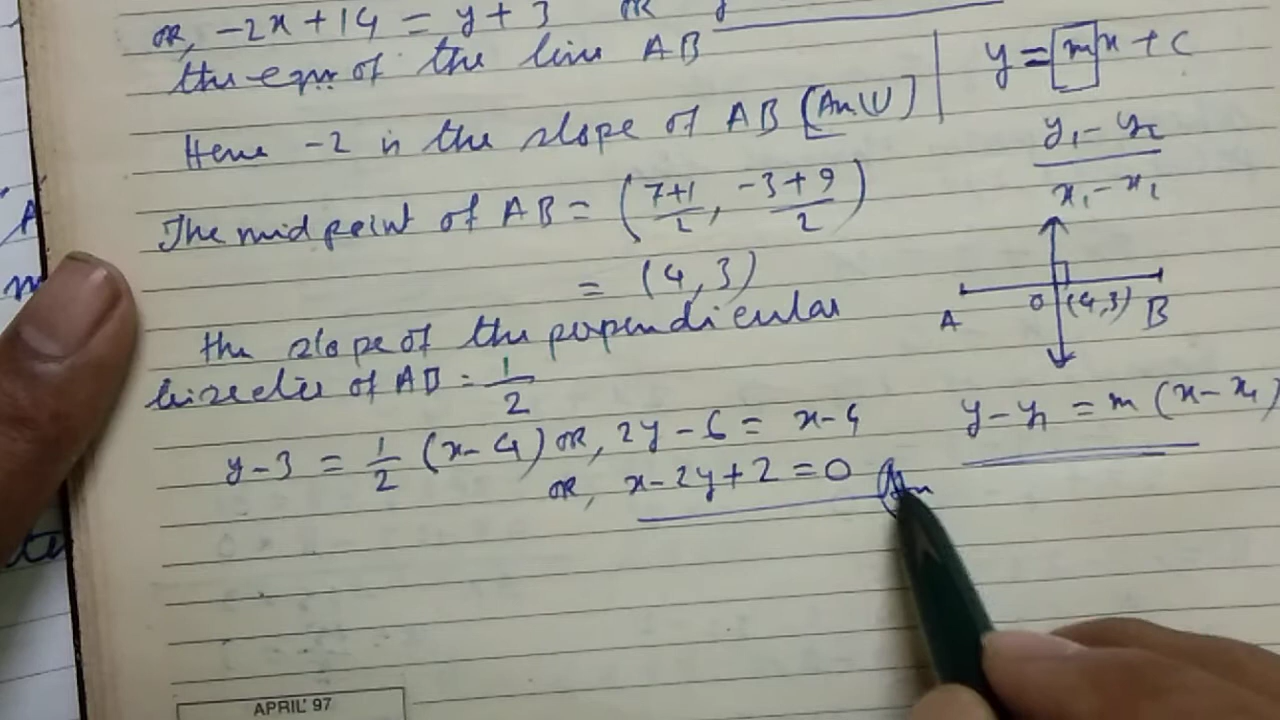 OR, -2x+14 = y+3 OR y
the eqn. of the line AB
y = mx + c
Hence -2 is the slope of AB (Ans)
y₁ - y₂
x₁ - x₂
The midpoint of AB = (7+1/2, -3+9/2)
= (4,3)
A O (4,3) B
the slope of the perpendicular
bisector of AB = 1/2
y - y₁ = m (x - x₁)
y-3 = 1/2 (x-4) OR, 2y-6 = x-4
OR, x-2y+2=0 Ans
APRIL' 97